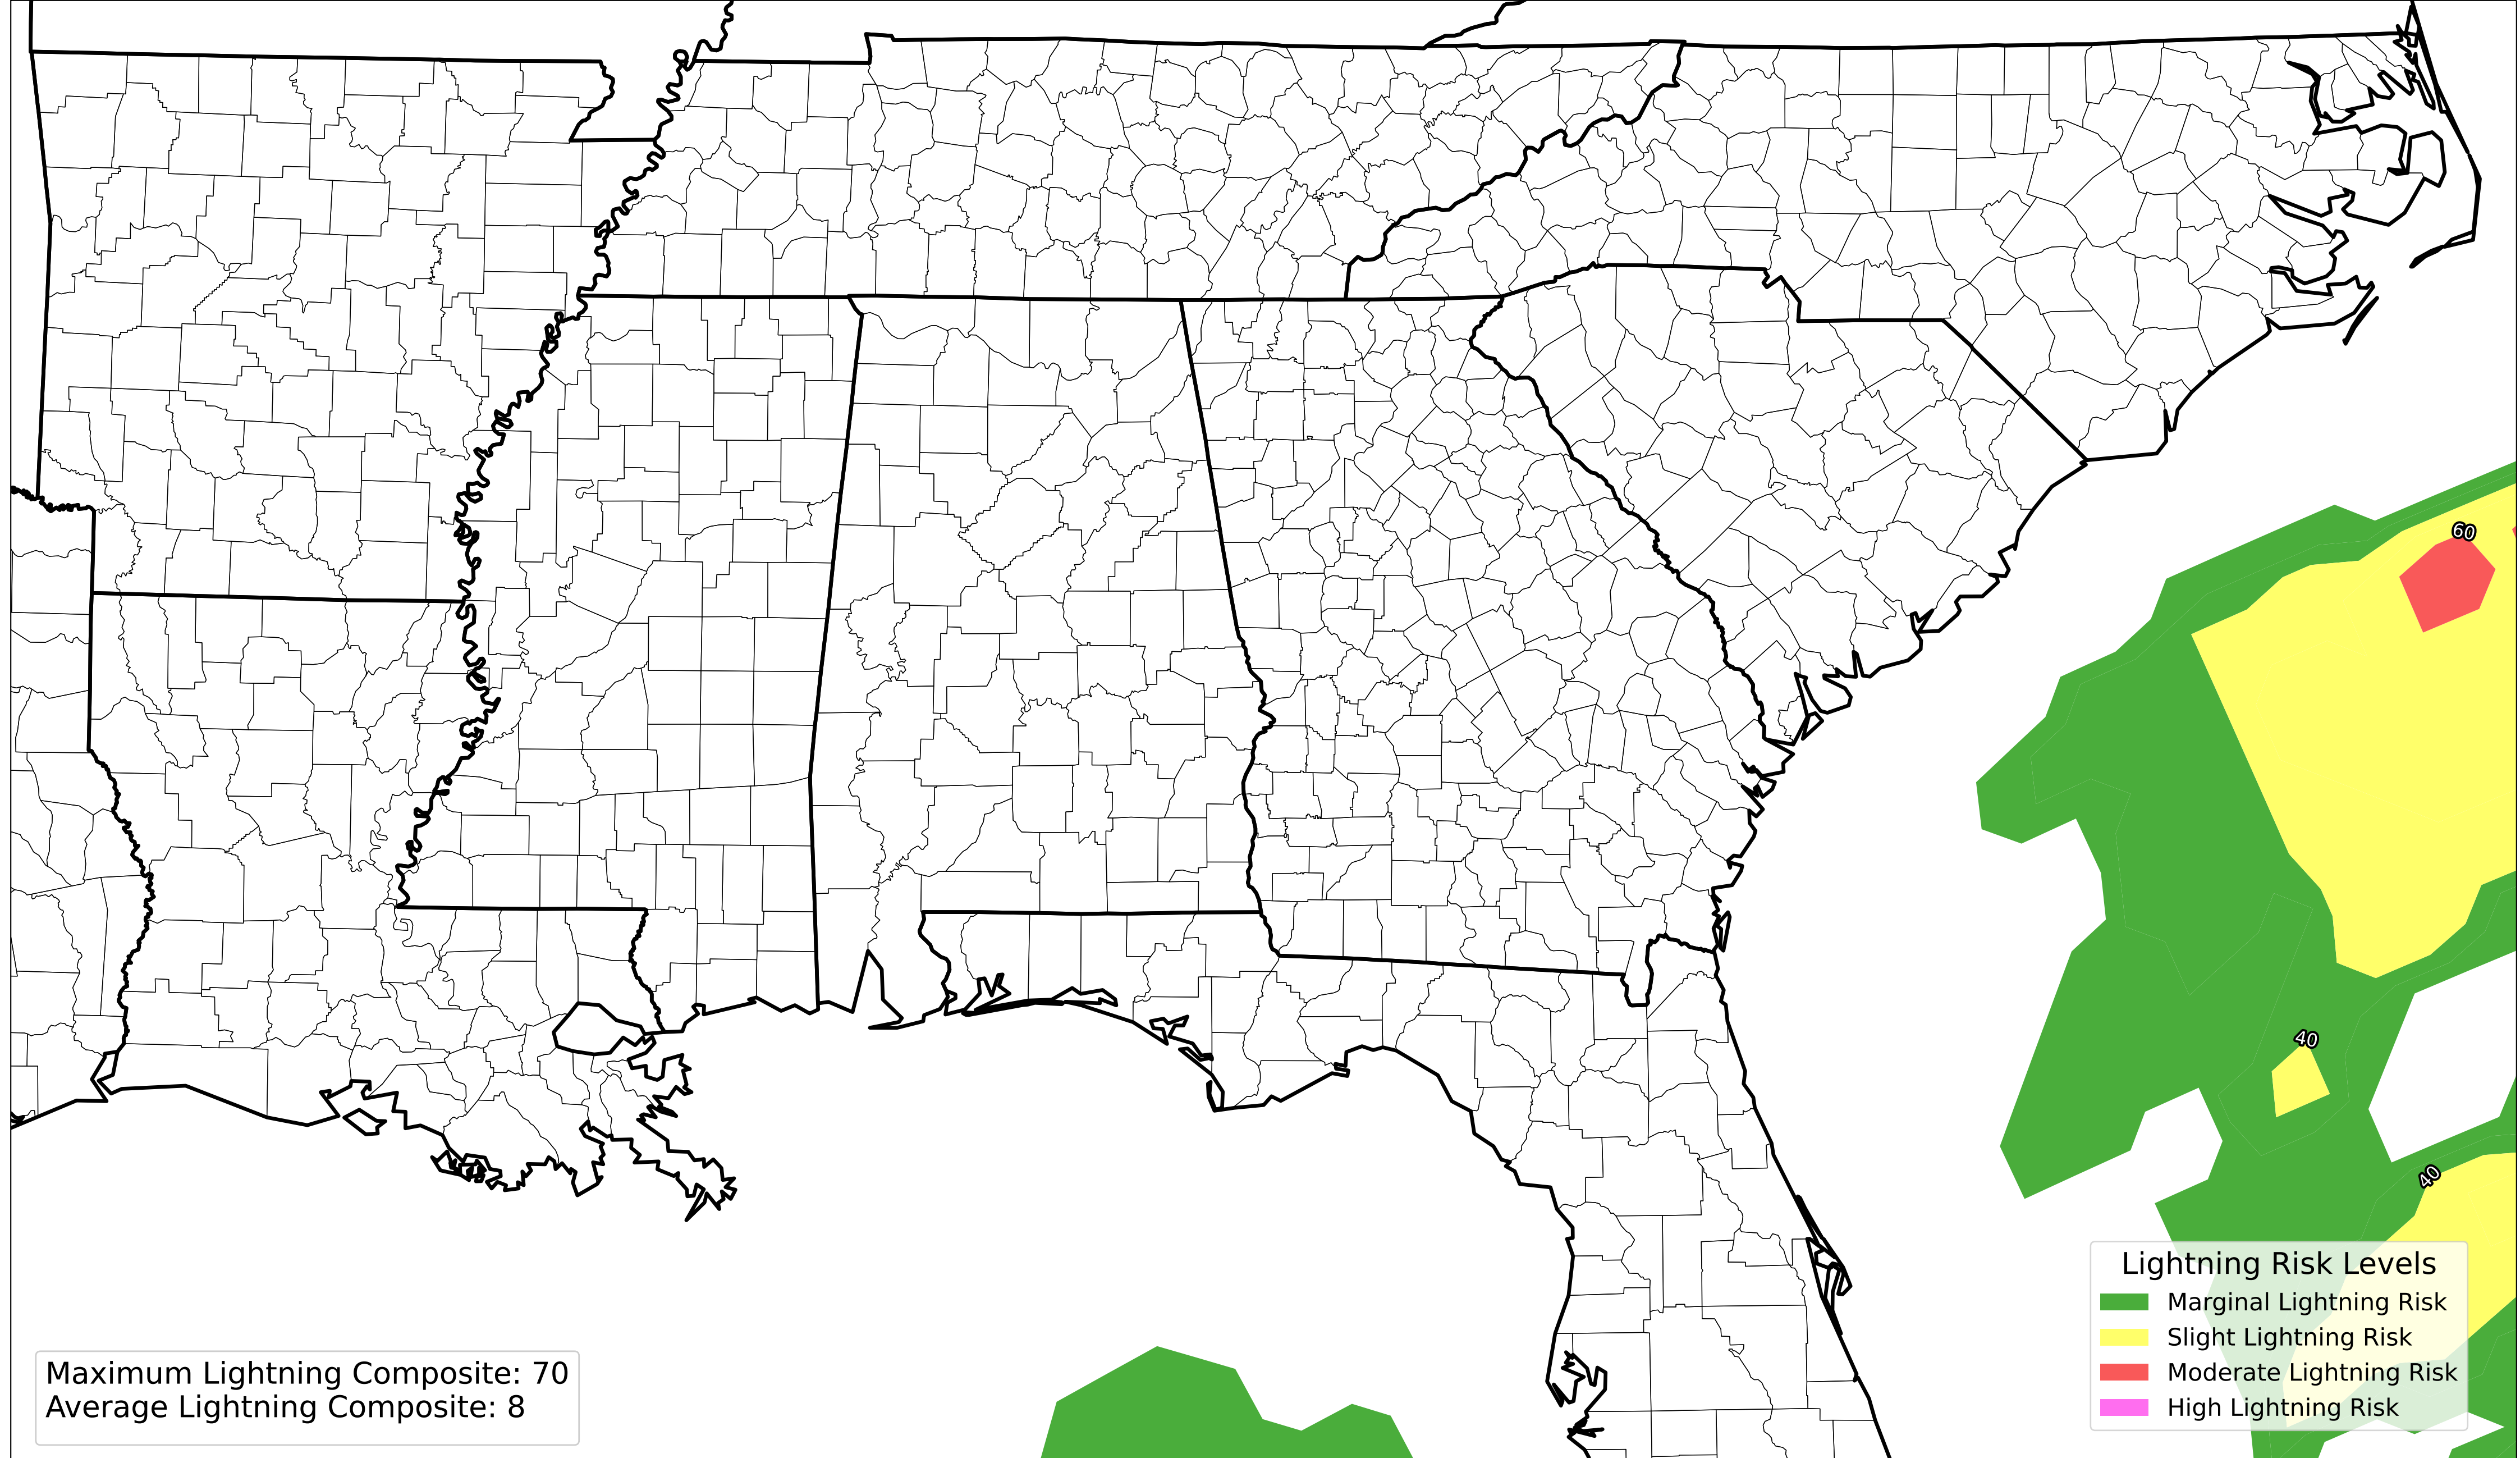 60
40
40
Lightning Risk Levels
Marginal Lightning Risk
Slight Lightning Risk
Moderate Lightning Risk
High Lightning Risk
Maximum Lightning Composite: 70
Average Lightning Composite: 8